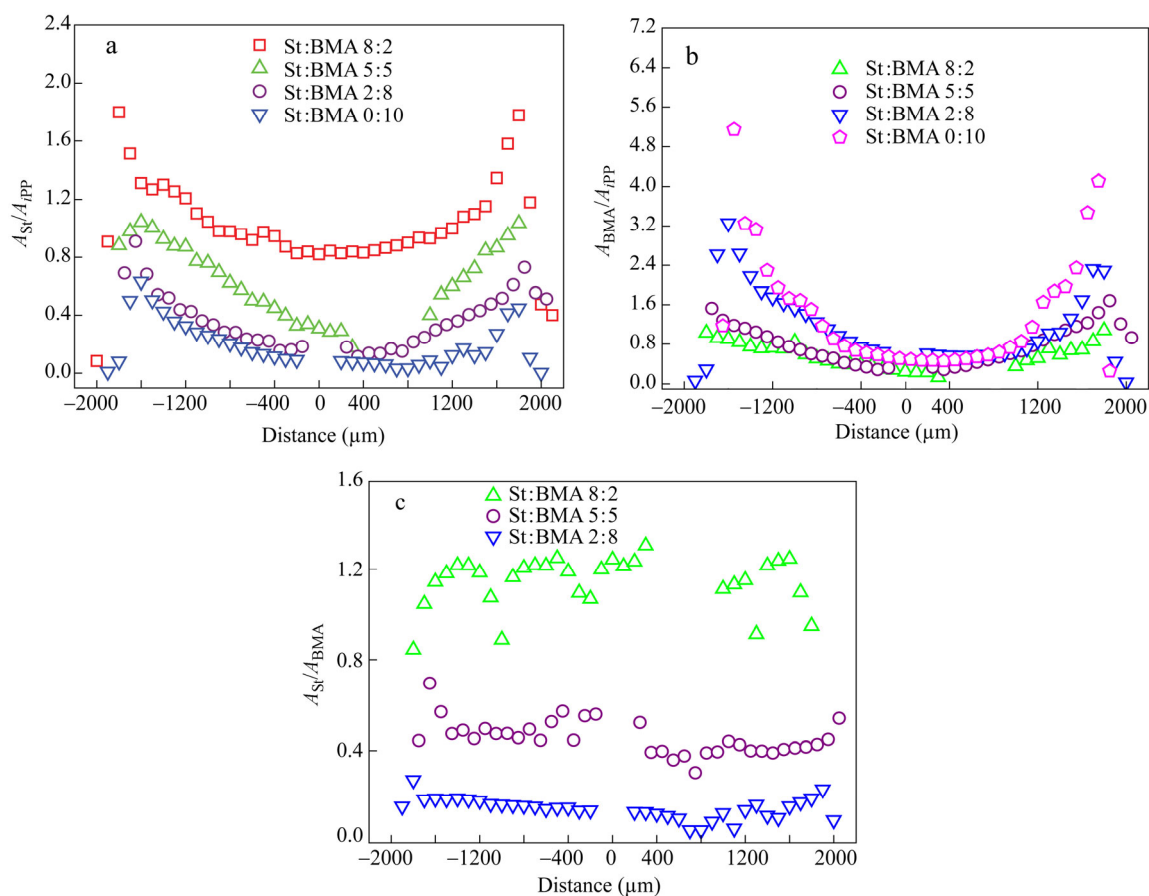 a
St:BMA 8:2
St:BMA 5:5
St:BMA 2:8
St:BMA 0:10
2.4
2.0
1.6
1.2
0.8
0.4
0.0
A_St/A_iPP
−2000 −1200 −400 0 400 1200 2000
Distance (µm)
b
St:BMA 8:2
St:BMA 5:5
St:BMA 2:8
St:BMA 0:10
7.2
6.4
5.6
4.8
4.0
3.2
2.4
1.6
0.8
0.0
A_BMA/A_iPP
−2000 −1200 −400 0 400 1200 2000
Distance (µm)
c
St:BMA 8:2
St:BMA 5:5
St:BMA 2:8
1.6
1.2
0.8
0.4
0.0
A_St/A_BMA
−2000 −1200 −400 0 400 1200 2000
Distance (µm)